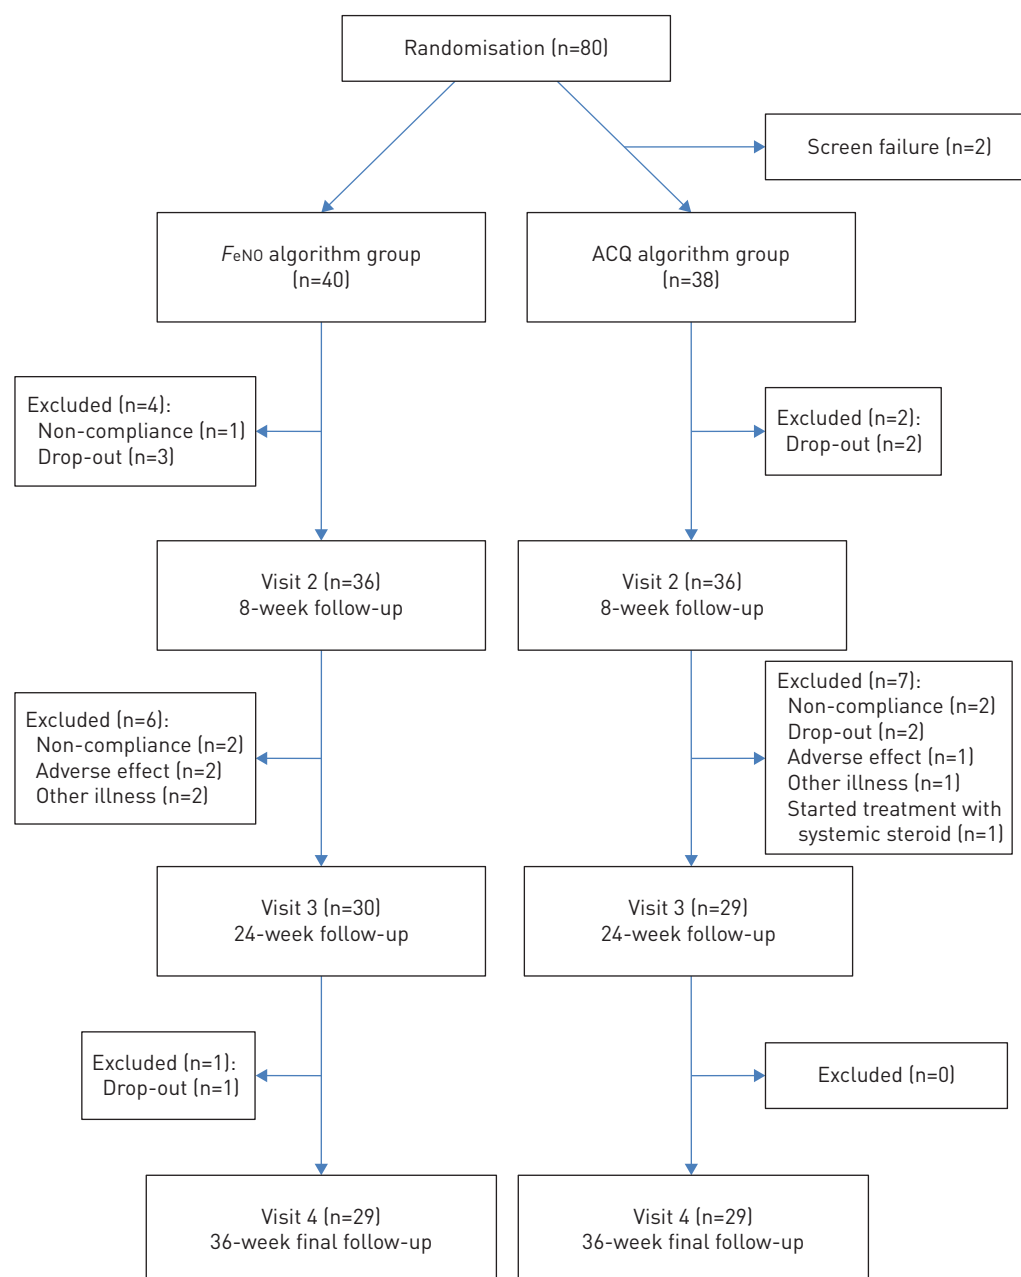 Randomisation (n=80)
Screen failure (n=2)
FeNO algorithm group
(n=40)
ACQ algorithm group
(n=38)
Excluded (n=4):
Non-compliance (n=1)
Drop-out (n=3)
Excluded (n=2):
Drop-out (n=2)
Visit 2 (n=36)
8-week follow-up
Visit 2 (n=36)
8-week follow-up
Excluded (n=6):
Non-compliance (n=2)
Adverse effect (n=2)
Other illness (n=2)
Excluded (n=7):
Non-compliance (n=2)
Drop-out (n=2)
Adverse effect (n=1)
Other illness (n=1)
Started treatment with
systemic steroid (n=1)
Visit 3 (n=30)
24-week follow-up
Visit 3 (n=29)
24-week follow-up
Excluded (n=1):
Drop-out (n=1)
Excluded (n=0)
Visit 4 (n=29)
36-week final follow-up
Visit 4 (n=29)
36-week final follow-up